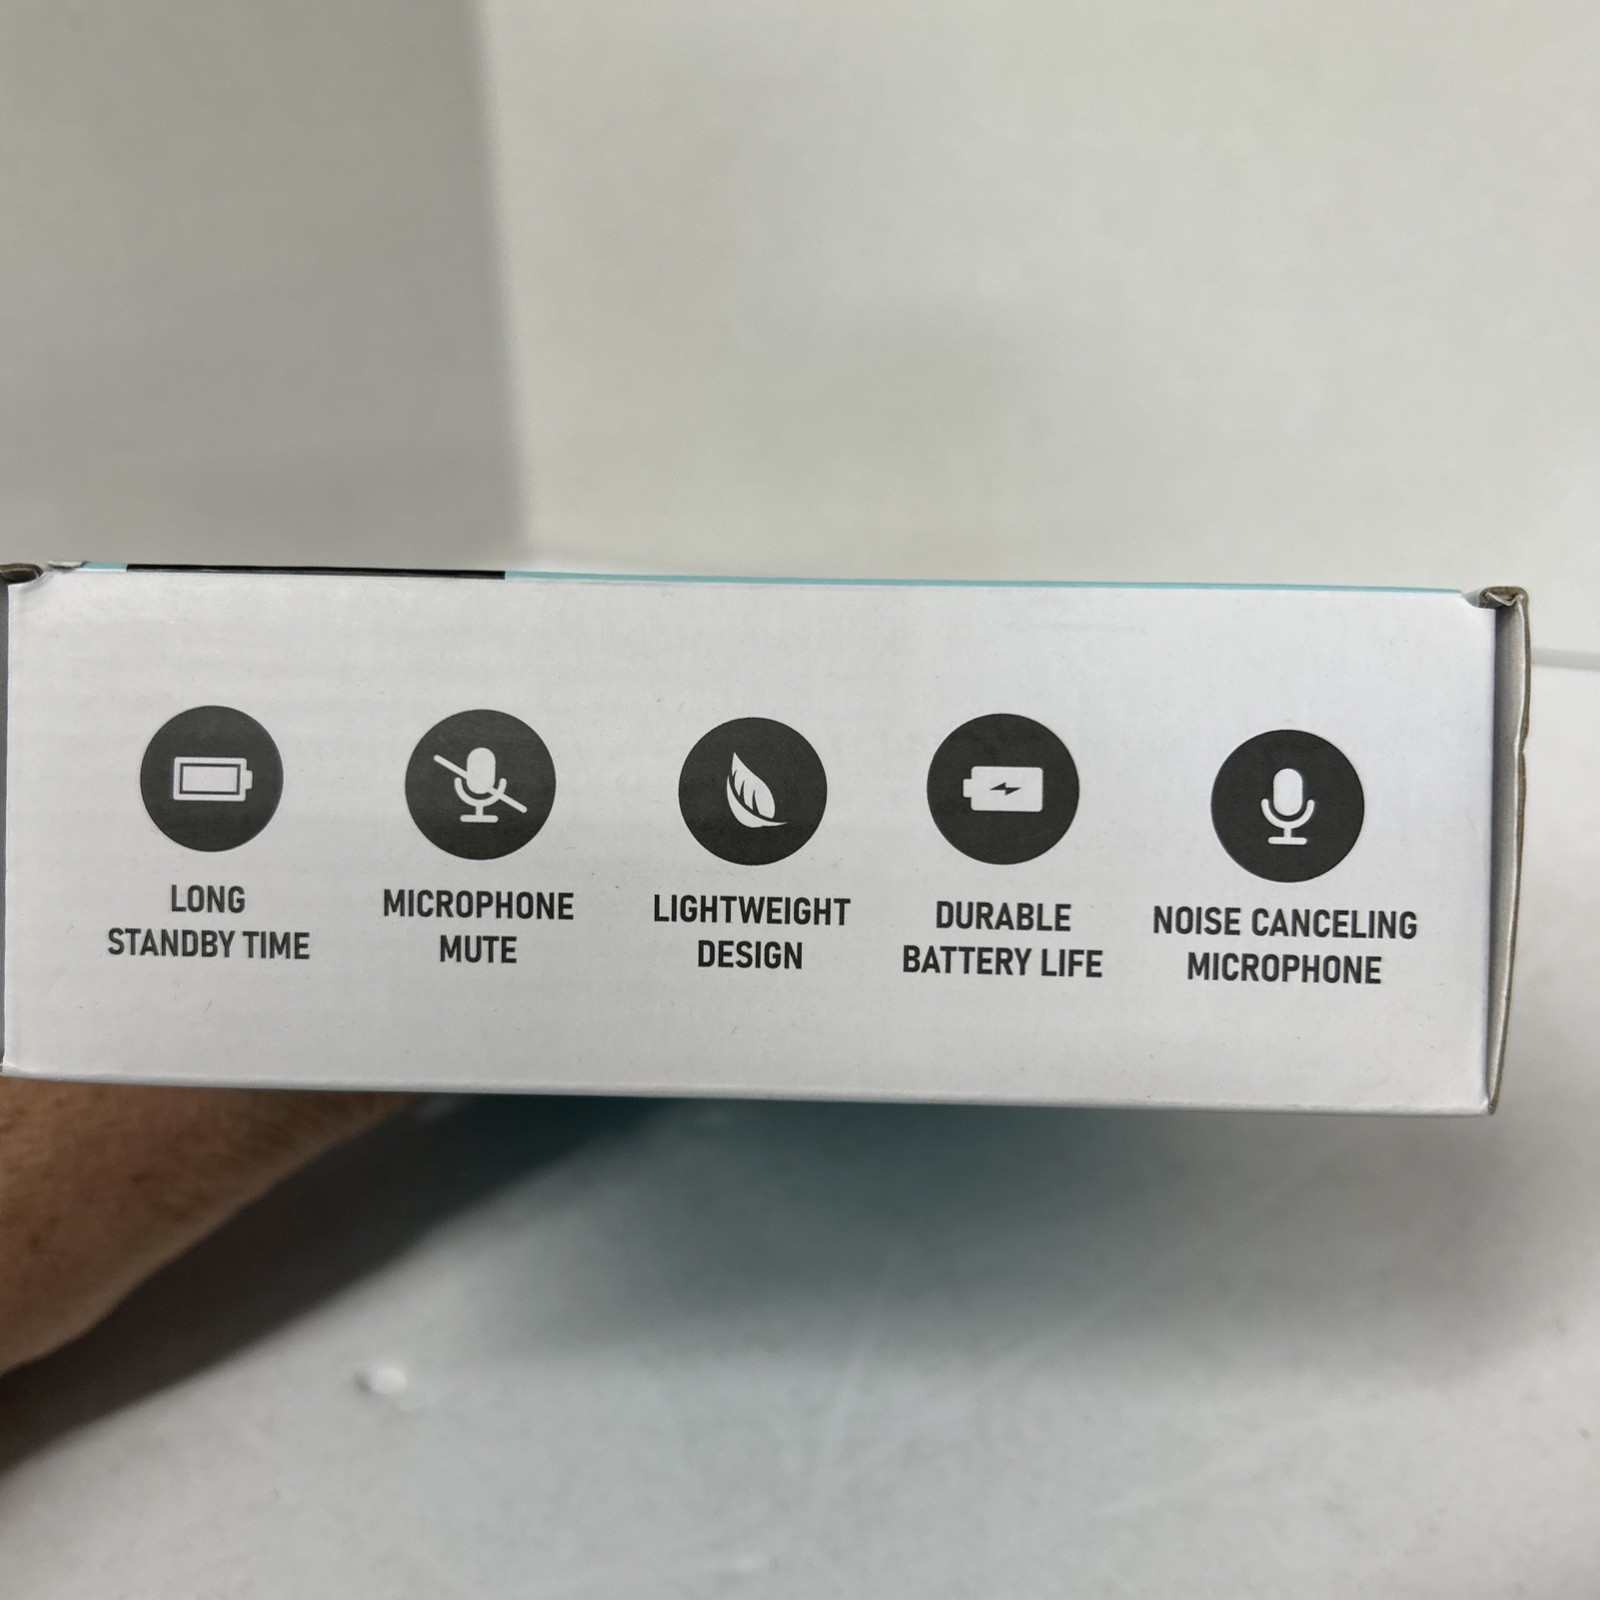 LONG
STANDBY TIME
MICROPHONE
MUTE
LIGHTWEIGHT
DESIGN
DURABLE
BATTERY LIFE
NOISE CANCELING
MICROPHONE